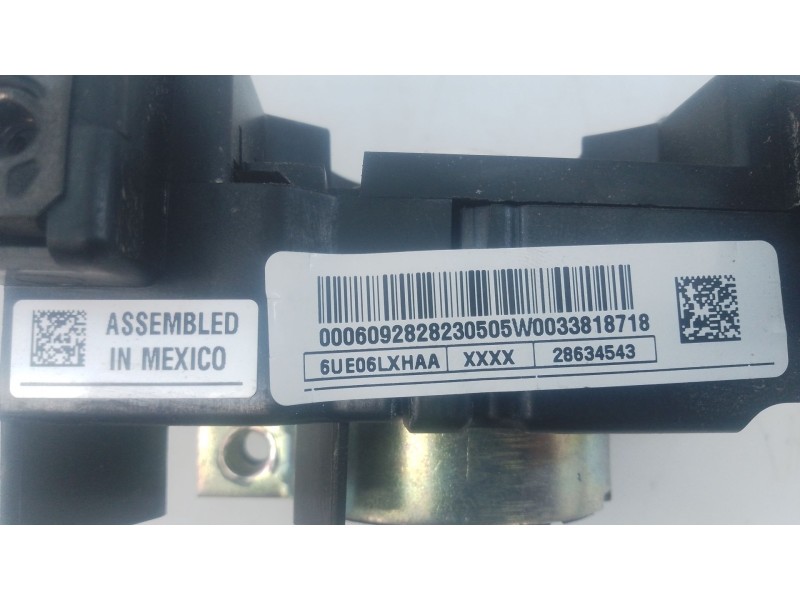 ASSEMBLED
IN MEXICO
0006092828230505W0033818718
6UE06LXHAA XXXX 28634543